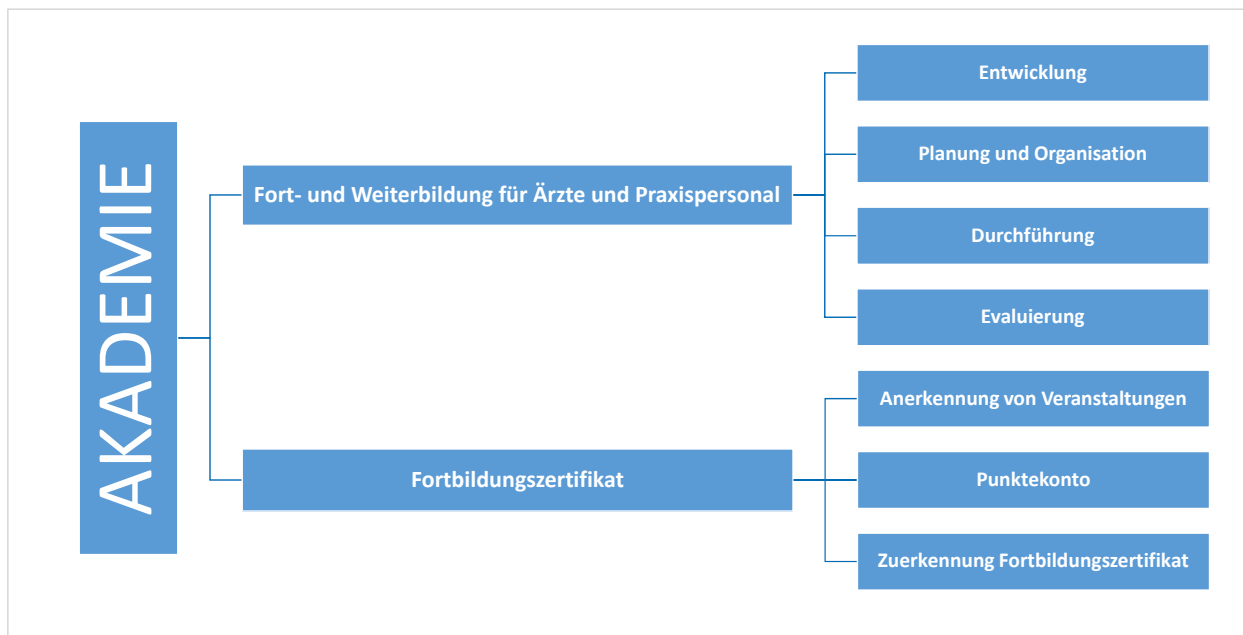 AKADEMIE
Fort- und Weiterbildung für Ärzte und Praxispersonal
Entwicklung
Planung und Organisation
Durchführung
Evaluierung
Fortbildungszertifikat
Anerkennung von Veranstaltungen
Punktekonto
Zuerkennung Fortbildungszertifikat